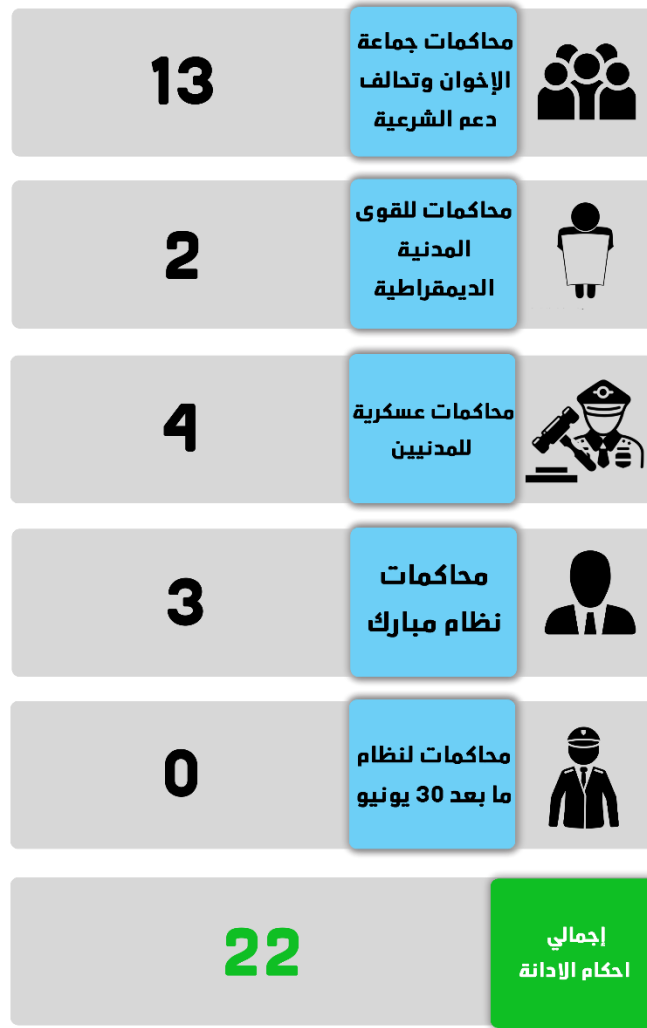 محاكمات جماعة
الإخوان وتحالف
دعم الشرعية
13
محاكمات للقوى
المدنية
الديمقراطية
2
محاكمات عسكرية
للمدنيين
4
محاكمات
نظام مبارك
3
محاكمات لنظام
ما بعد 30 يونيو
0
إجمالي
احكام الادانة
22